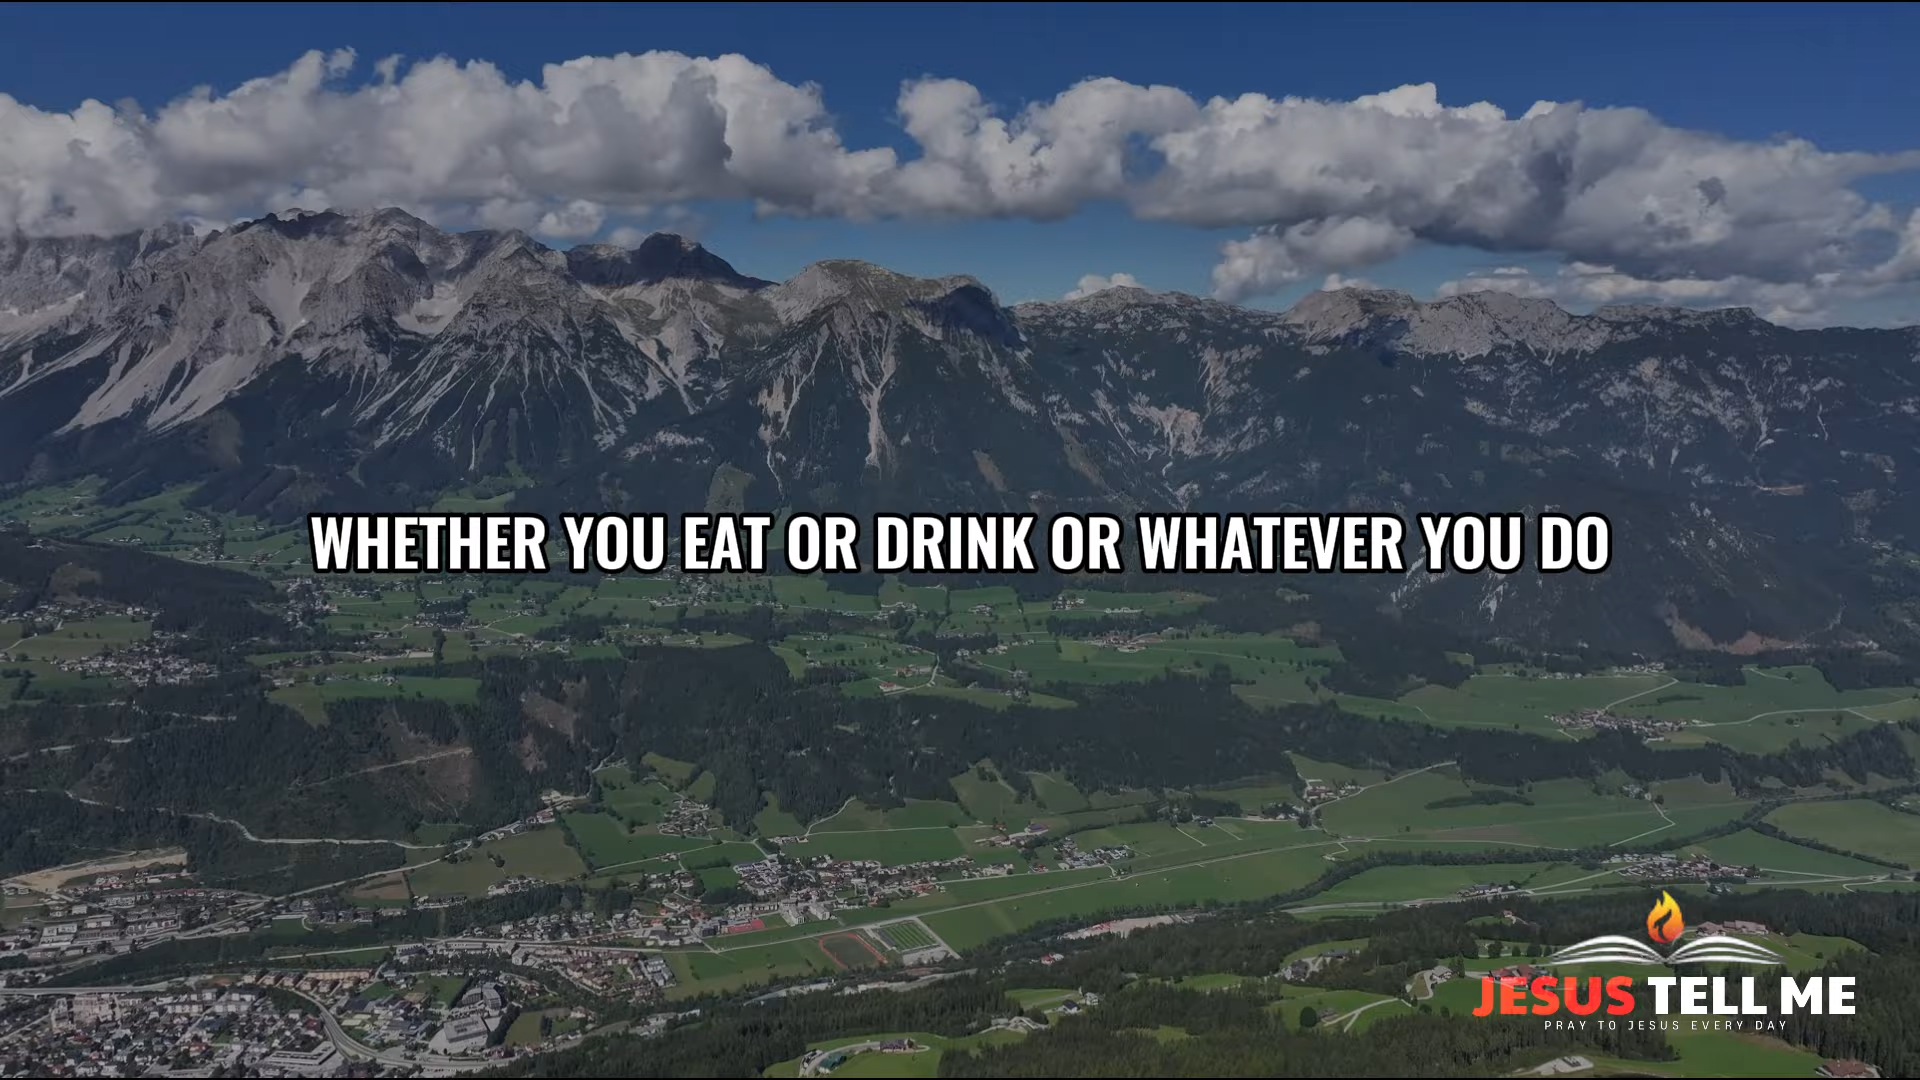 WHETHER YOU EAT OR DRINK OR WHATEVER YOU DO
JESUS TELL ME
PRAY TO JESUS EVERY DAY